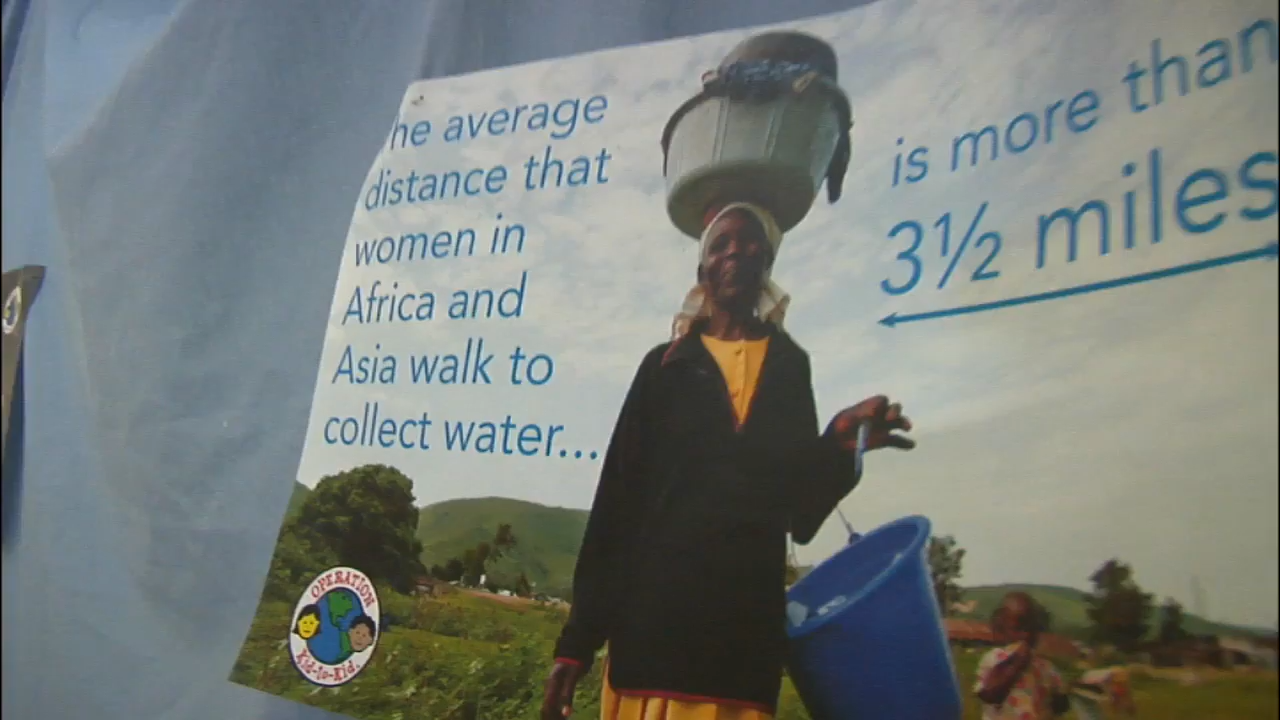 he average
distance that
women in
Africa and
Asia walk to
collect water...
is more than
3½ miles
OPERATION
Kid-to-Kid